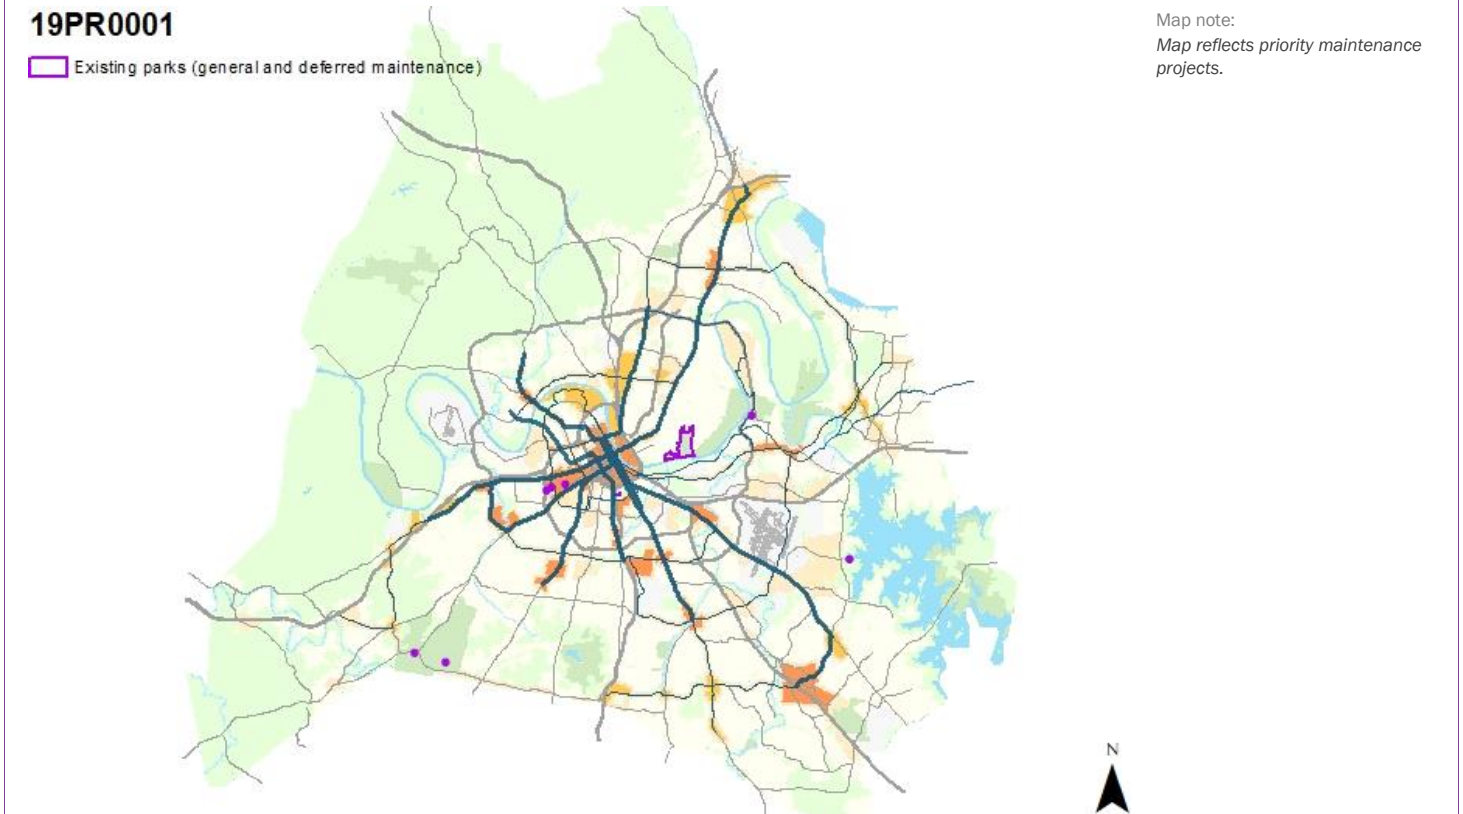 19PR0001
Existing parks (general and deferred maintenance)
Map note:
Map reflects priority maintenance
projects.
N